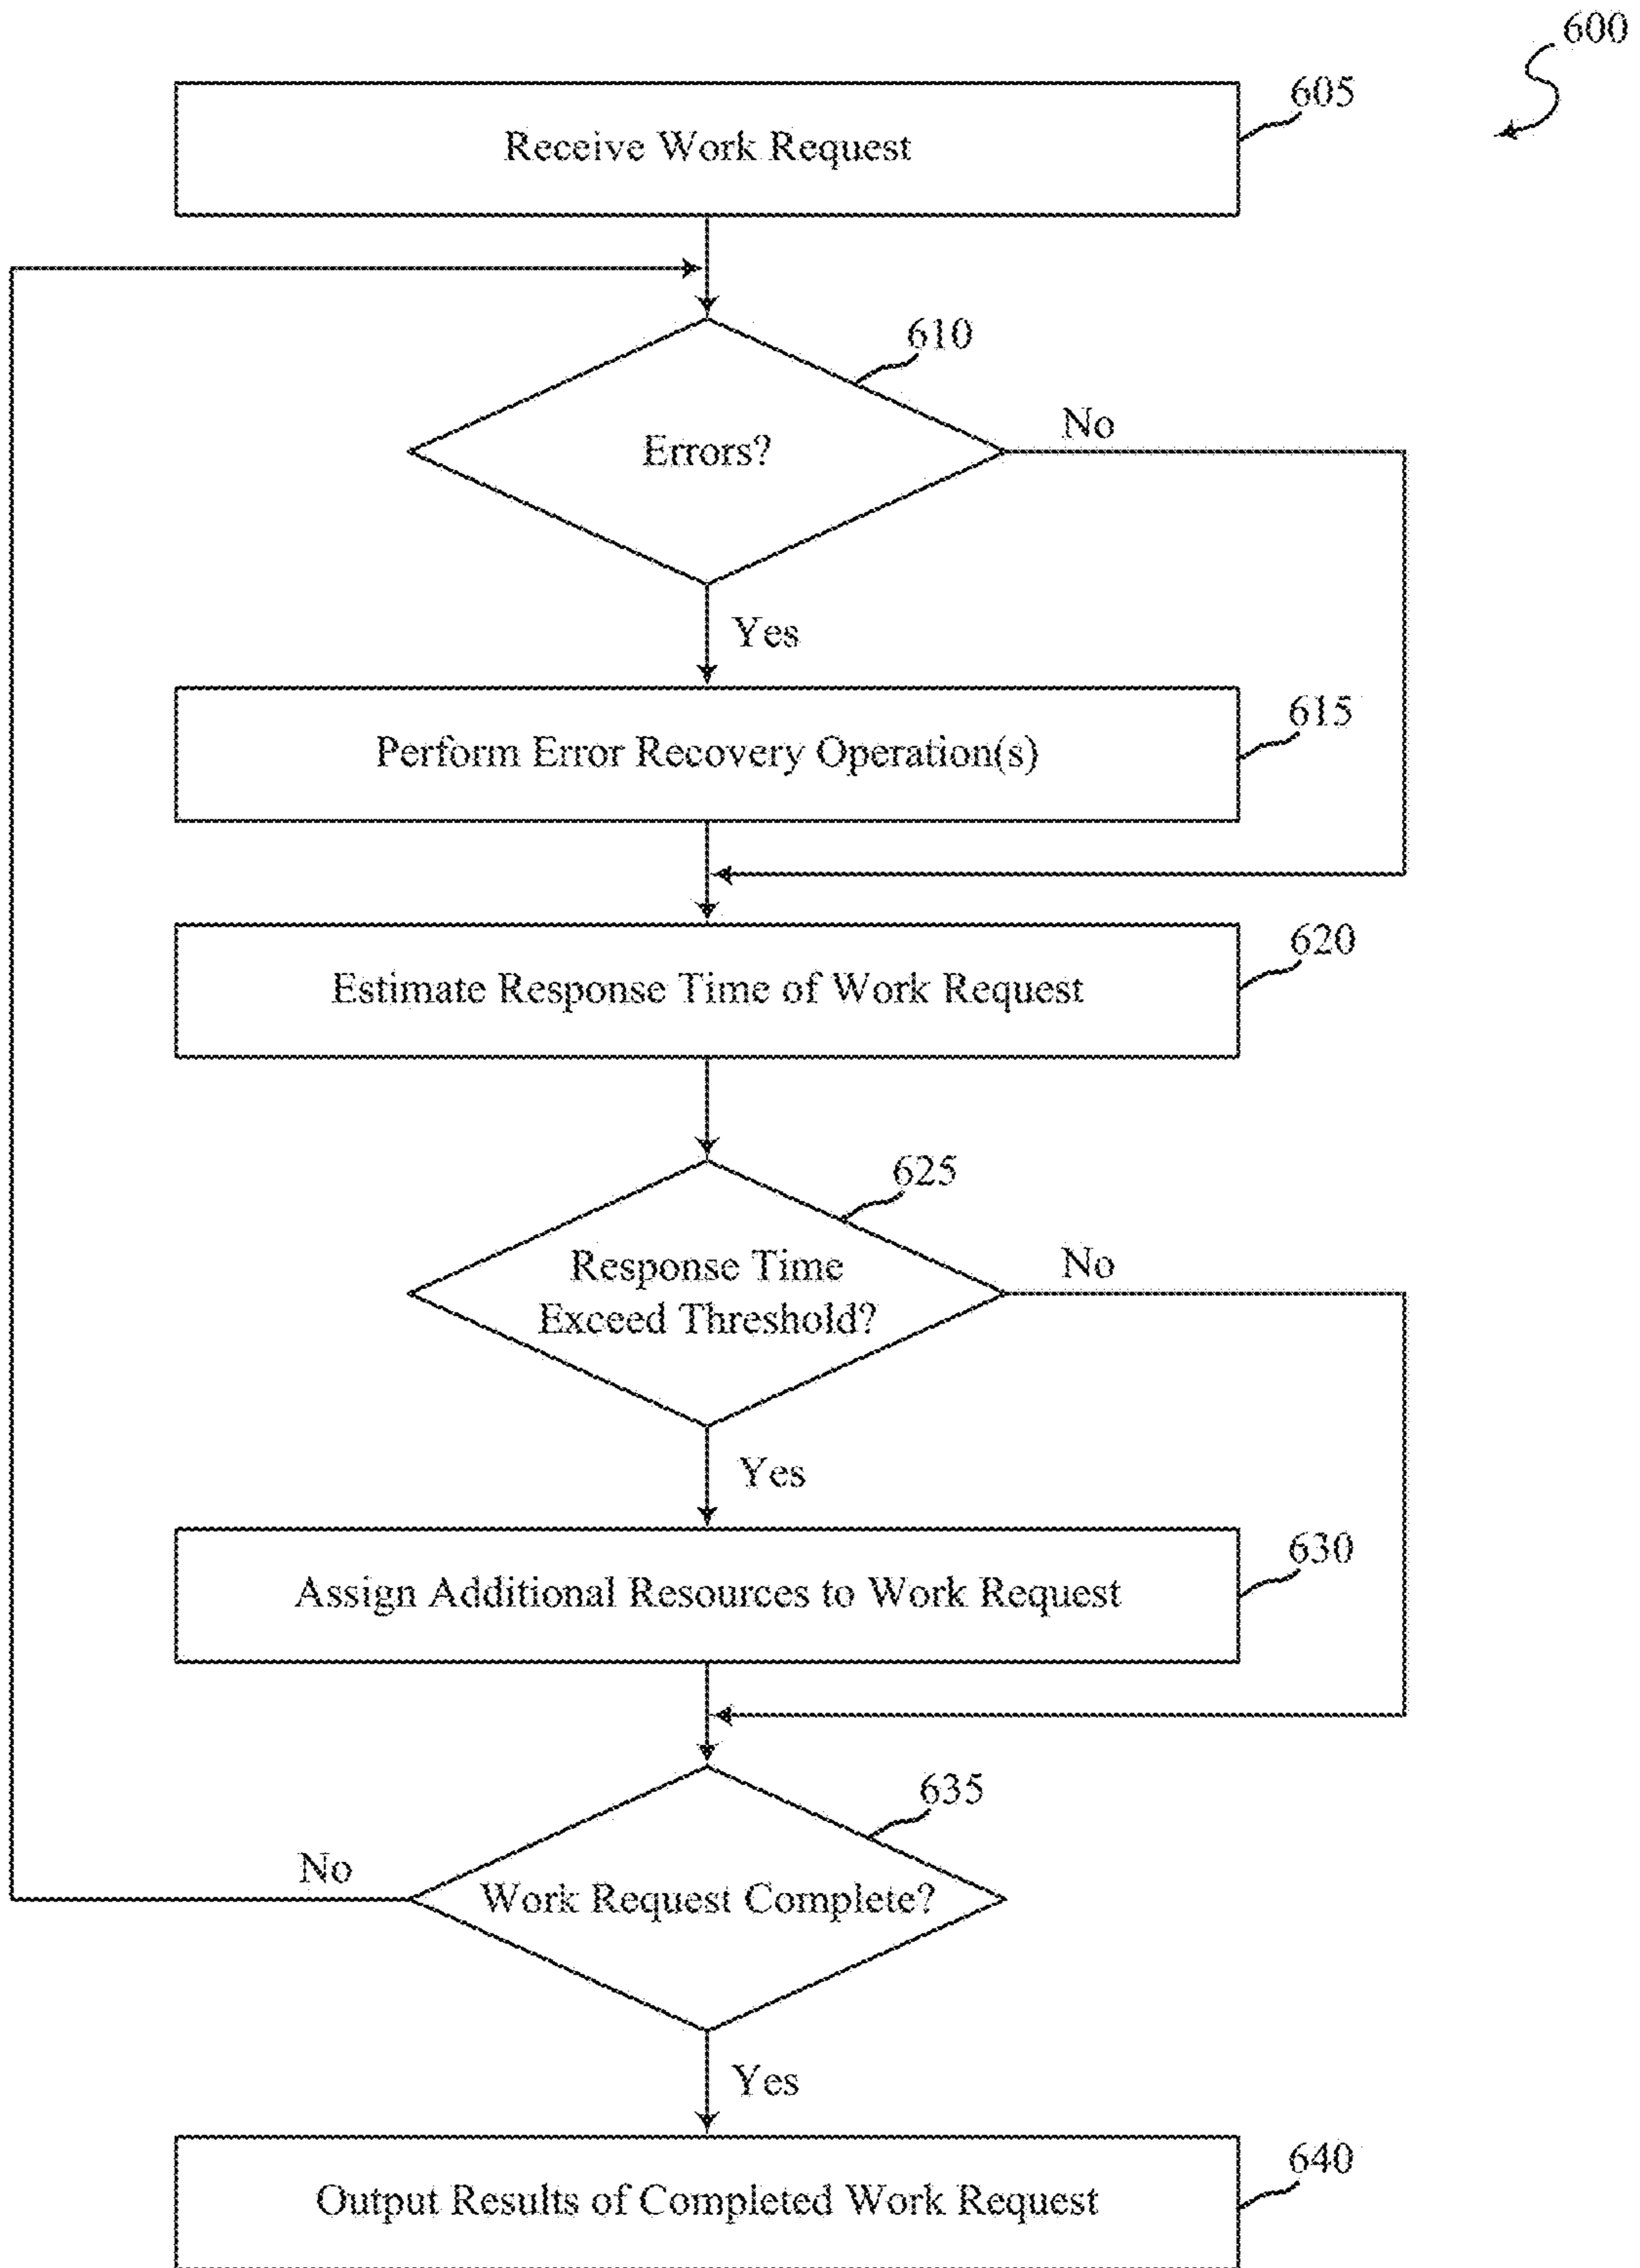 600
605
Receive Work Request
610
Errors?
No
Yes
615
Perform Error Recovery Operation(s)
620
Estimate Response Time of Work Request
625
Response Time
Exceed Threshold?
No
Yes
630
Assign Additional Resources to Work Request
635
Work Request Complete?
No
Yes
640
Output Results of Completed Work Request